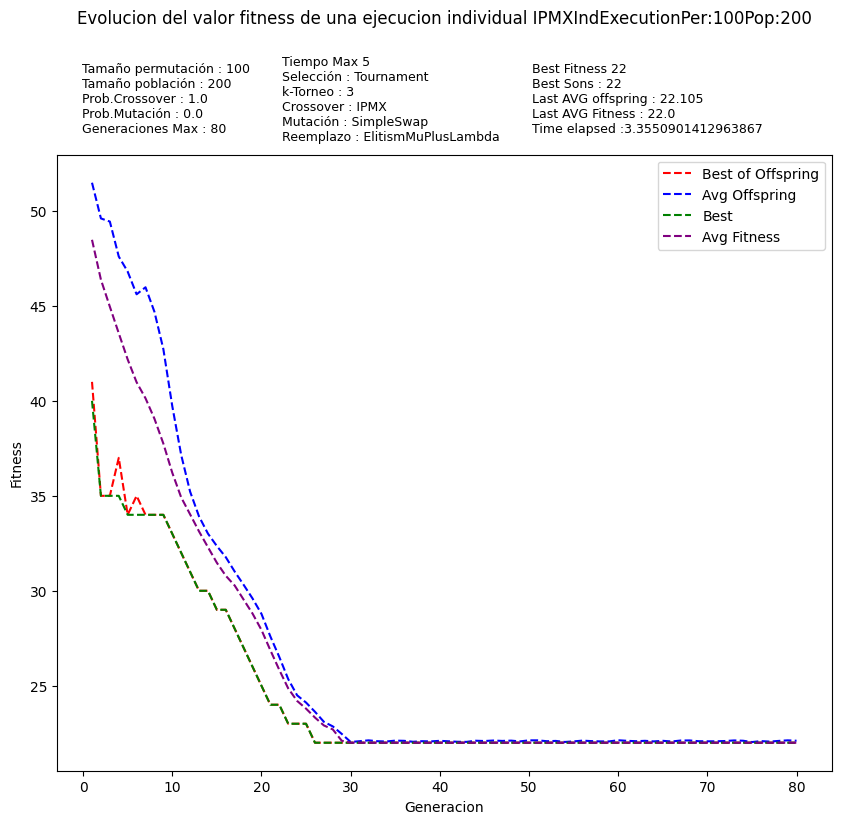 Evolucion del valor fitness de una ejecucion individual IPMXIndExecutionPer:100Pop:200
Tamaño permutación : 100
Tamaño población : 200
Prob.Crossover : 1.0
Prob.Mutación : 0.0
Generaciones Max : 80
Tiempo Max 5
Selección : Tournament
k-Torneo : 3
Crossover : IPMX
Mutación : SimpleSwap
Reemplazo : ElitismMuPlusLambda
Best Fitness 22
Best Sons : 22
Last AVG offspring : 22.105
Last AVG Fitness : 22.0
Time elapsed :3.3550901412963867
Best of Offspring
Avg Offspring
Best
Avg Fitness
Fitness
50
45
40
35
30
25
0 10 20 30 40 50 60 70 80
Generacion